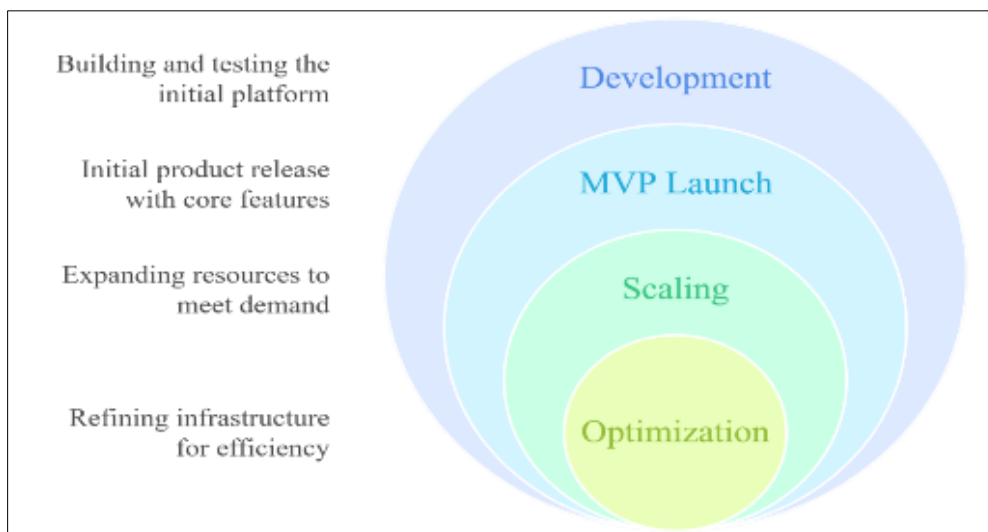 Building and testing the
initial platform
Development
Initial product release
with core features
MVP Launch
Expanding resources to
meet demand
Scaling
Refining infrastructure
for efficiency
Optimization